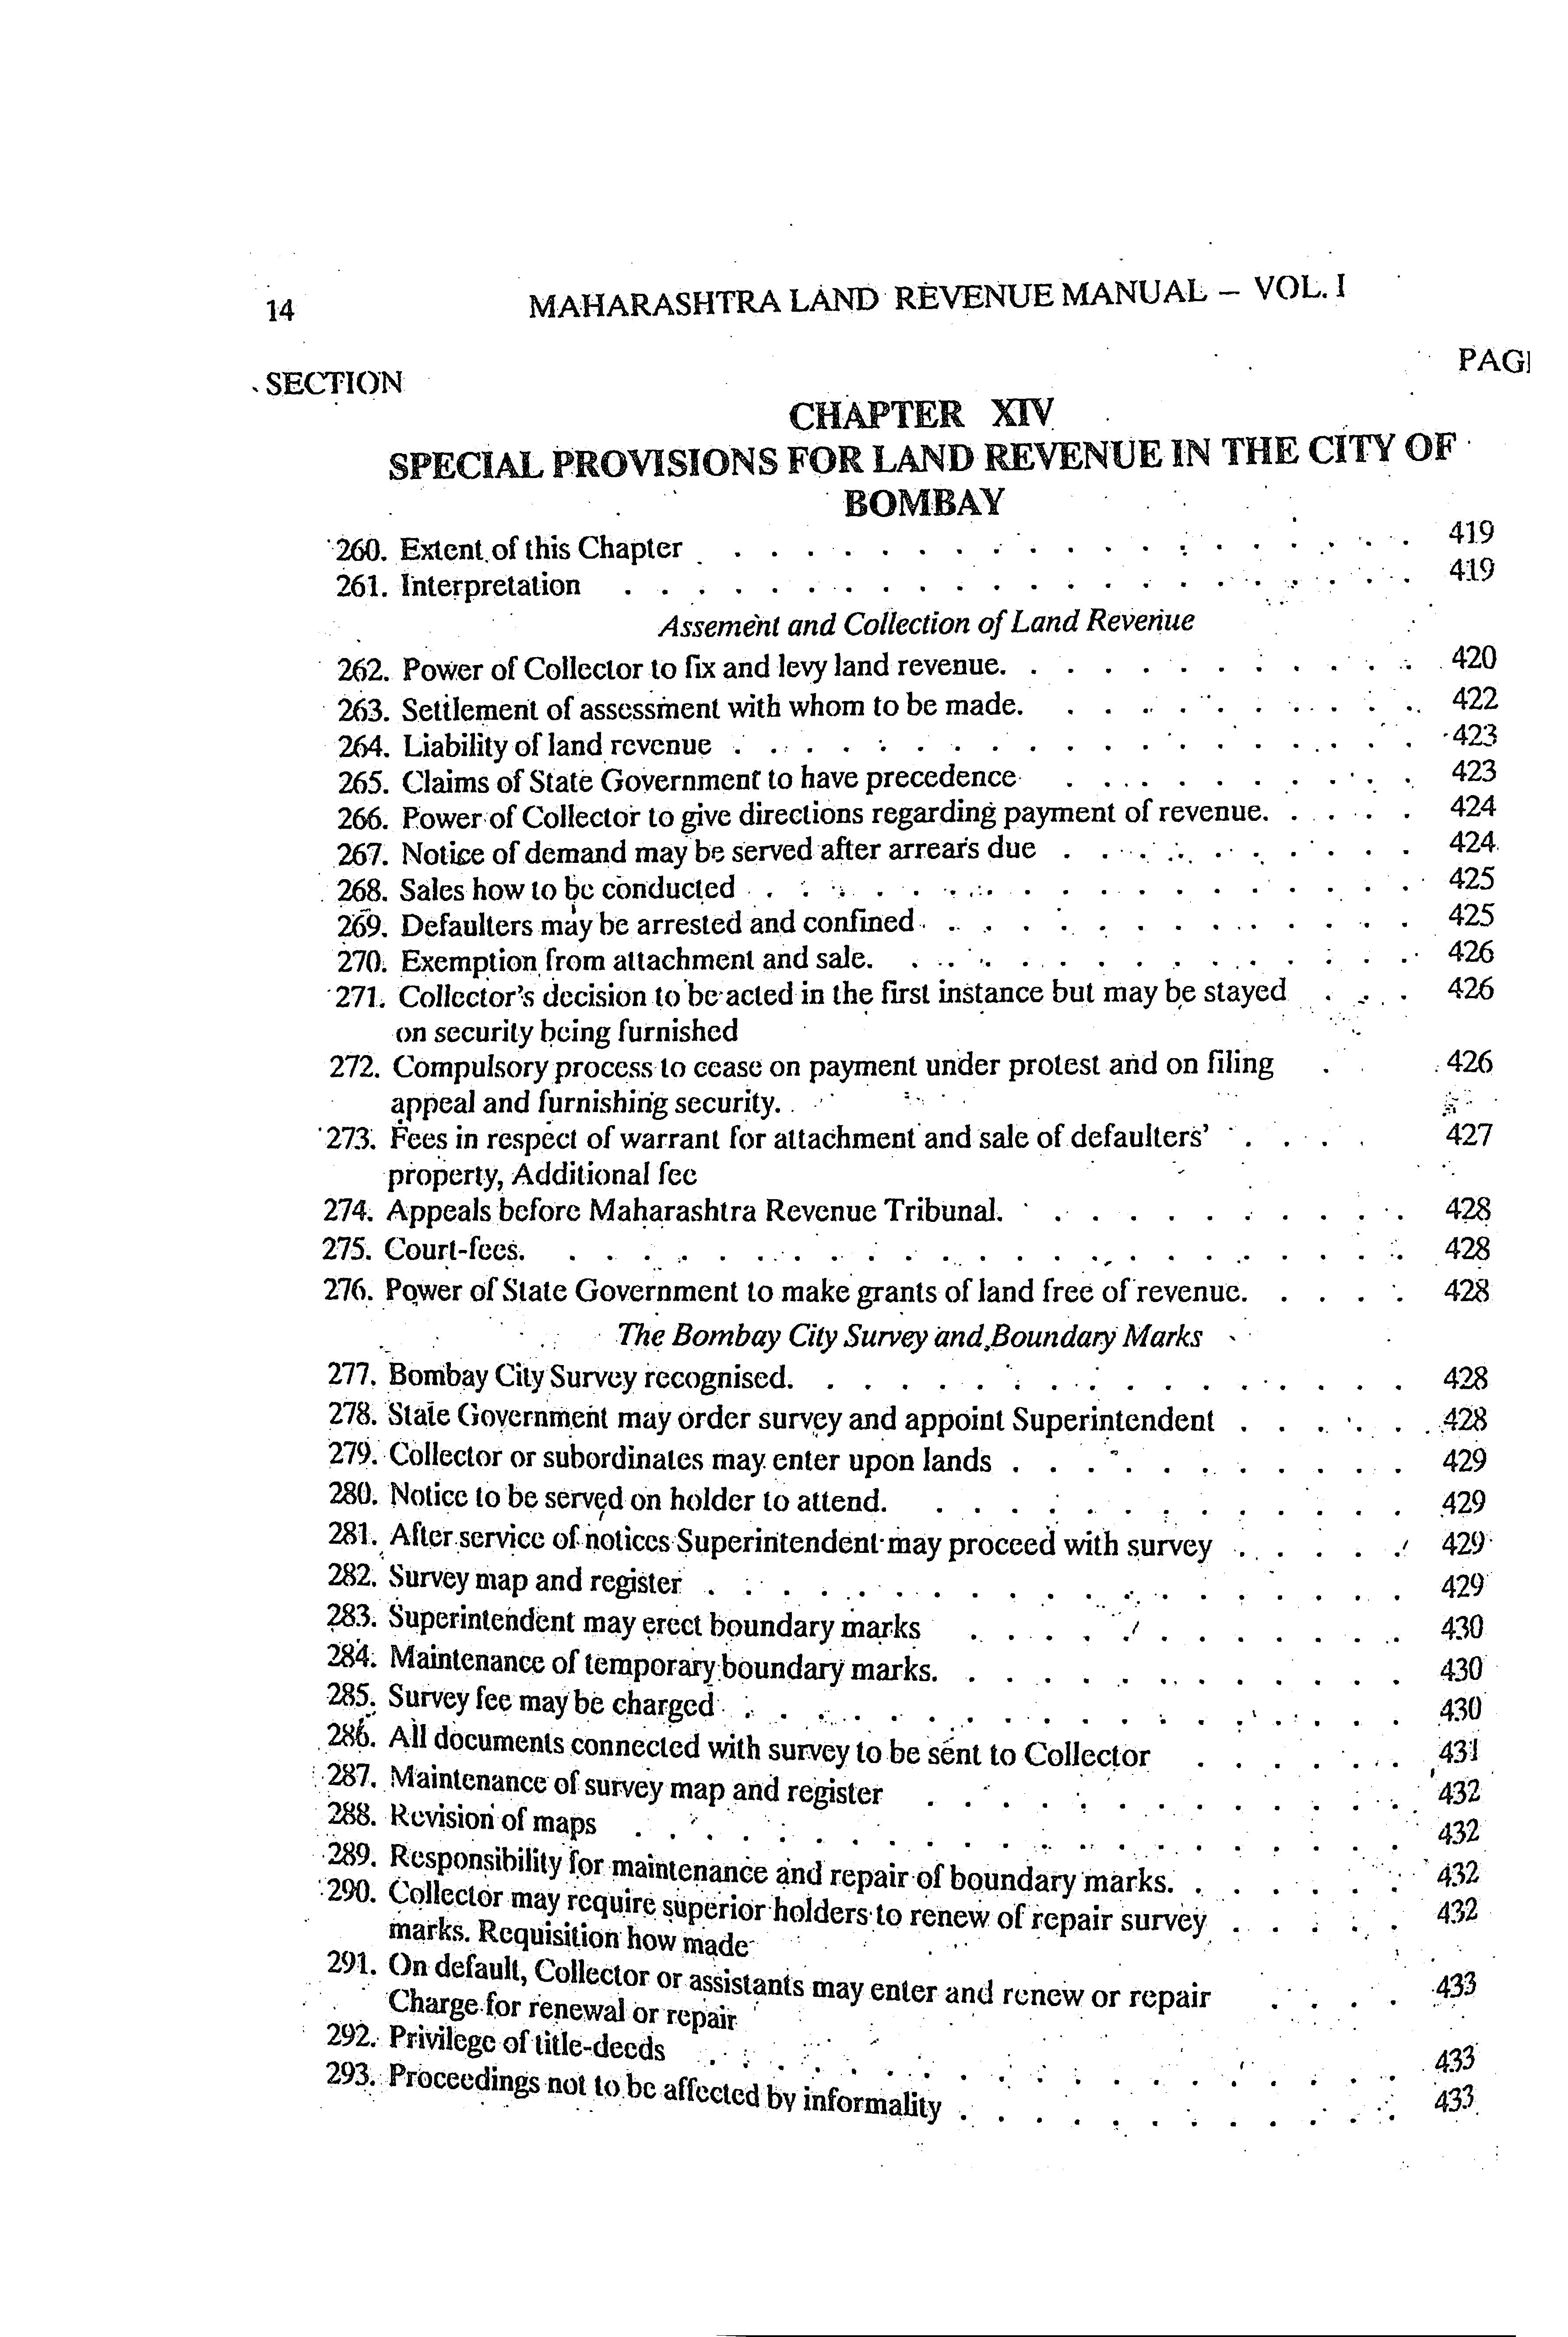 14 MAHARASHTRA LAND REVENUE MANUAL – VOL. I
SECTION PAGE
CHAPTER XIV
SPECIAL PROVISIONS FOR LAND REVENUE IN THE CITY OF
BOMBAY
260. Extent of this Chapter . . . . . 419
261. Interpretation . . . . . 419
Assement and Collection of Land Revenue
262. Power of Collector to fix and levy land revenue. . . . . . 420
263. Settlement of assessment with whom to be made. . . . . . 422
264. Liability of land revenue . . . . . 423
265. Claims of State Government to have precedence . . . . . 423
266. Power of Collector to give directions regarding payment of revenue. . . . . 424
267. Notice of demand may be served after arrears due . . . . . 424
268. Sales how to be conducted . . . . . 425
269. Defaulters may be arrested and confined . . . . . 425
270. Exemption from attachment and sale. . . . . . 426
271. Collector's decision to be acted in the first instance but may be stayed . . . 426
on security being furnished
272. Compulsory process to cease on payment under protest and on filing . 426
appeal and furnishing security.
273. Fees in respect of warrant for attachment and sale of defaulters' . . . . 427
property, Additional fee
274. Appeals before Maharashtra Revenue Tribunal. . . . . . 428
275. Court-fees. . . . . . 428
276. Power of State Government to make grants of land free of revenue. . . . . . 428
The Bombay City Survey and Boundary Marks
277. Bombay City Survey recognised. . . . . . 428
278. State Government may order survey and appoint Superintendent . . . . . 428
279. Collector or subordinates may enter upon lands . . . . . 429
280. Notice to be served on holder to attend. . . . . . 429
281. After service of notices Superintendent may proceed with survey . . . . . 429
282. Survey map and register . . . . . 429
283. Superintendent may erect boundary marks . . . . . 430
284. Maintenance of temporary boundary marks. . . . . . 430
285. Survey fee may be charged . . . . . 430
286. All documents connected with survey to be sent to Collector . . . . . 431
287. Maintenance of survey map and register . . . . . 432
288. Revision of maps . . . . . 432
289. Responsibility for maintenance and repair of boundary marks. . . . . . 432
290. Collector may require superior holders to renew of repair survey . . . . . 432
marks. Requisition how made
291. On default, Collector or assistants may enter and renew or repair . . . . 433
Charge for renewal or repair
292. Privilege of title-deeds . . . . . 433
293. Proceedings not to be affected by informality . . . . . 433